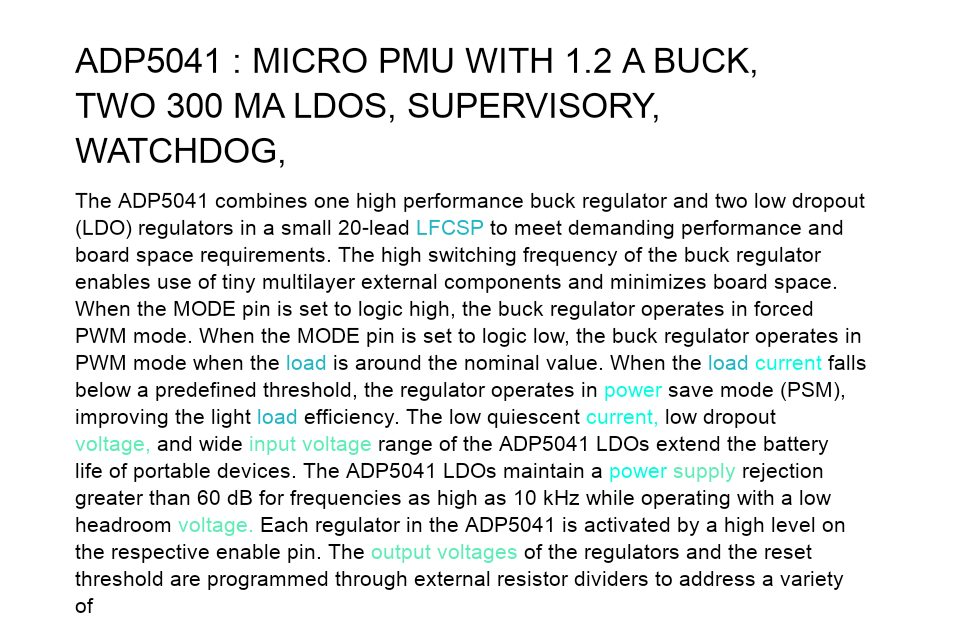 ADP5041 : MICRO PMU WITH 1.2 A BUCK,
TWO 300 MA LDOS, SUPERVISORY,
WATCHDOG,
The ADP5041 combines one high performance buck regulator and two low dropout
(LDO) regulators in a small 20-lead LFCSP to meet demanding performance and
board space requirements. The high switching frequency of the buck regulator
enables use of tiny multilayer external components and minimizes board space.
When the MODE pin is set to logic high, the buck regulator operates in forced
PWM mode. When the MODE pin is set to logic low, the buck regulator operates in
PWM mode when the load is around the nominal value. When the load current falls
below a predefined threshold, the regulator operates in power save mode (PSM),
improving the light load efficiency. The low quiescent current, low dropout
voltage, and wide input voltage range of the ADP5041 LDOs extend the battery
life of portable devices. The ADP5041 LDOs maintain a power supply rejection
greater than 60 dB for frequencies as high as 10 kHz while operating with a low
headroom voltage. Each regulator in the ADP5041 is activated by a high level on
the respective enable pin. The output voltages of the regulators and the reset
threshold are programmed through external resistor dividers to address a variety
of